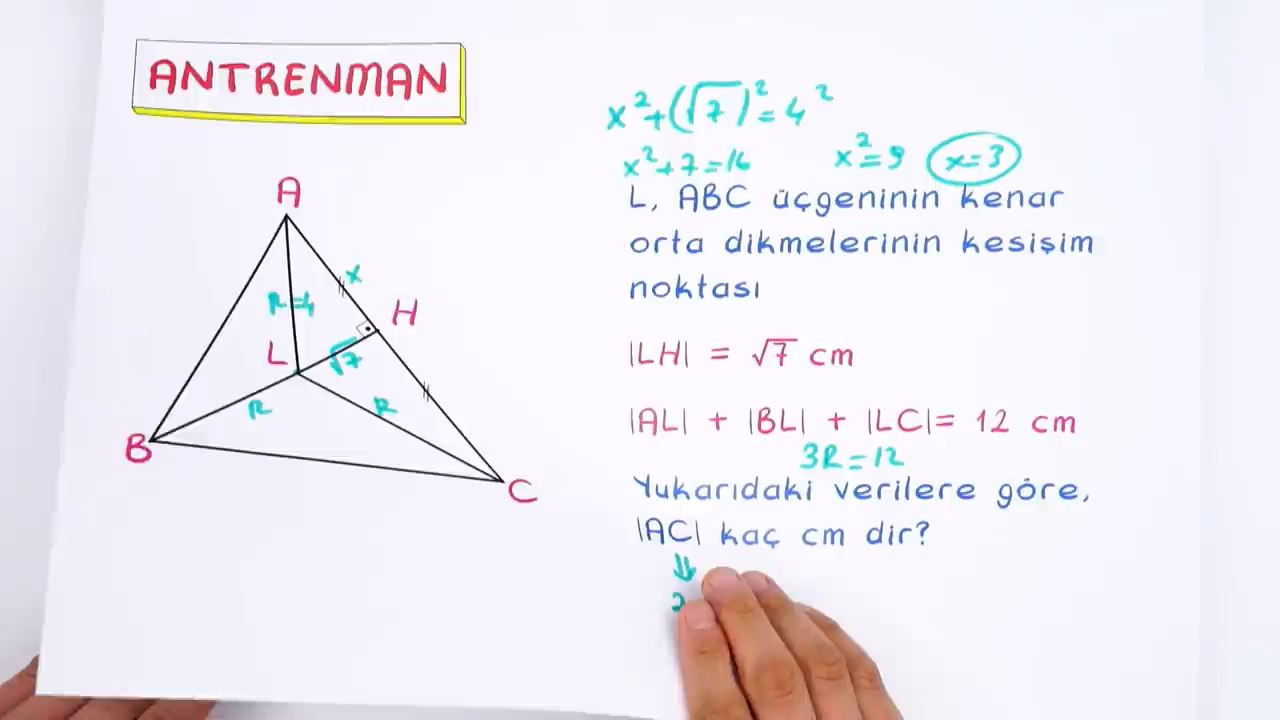 ANTRENMAN
x²+(√7)²=4²
x²+7=16 x²=9 x=3
L, ABC üçgeninin kenar
orta dikmelerinin kesişim
noktası
|LH| = √7 cm
|AL| + |BL| + |LC|= 12 cm
3R=12
Yukarıdaki verilere göre,
|AC| kaç cm dir?
⇓
2
A
x
R=4
H
L
√7
R
R
B
C